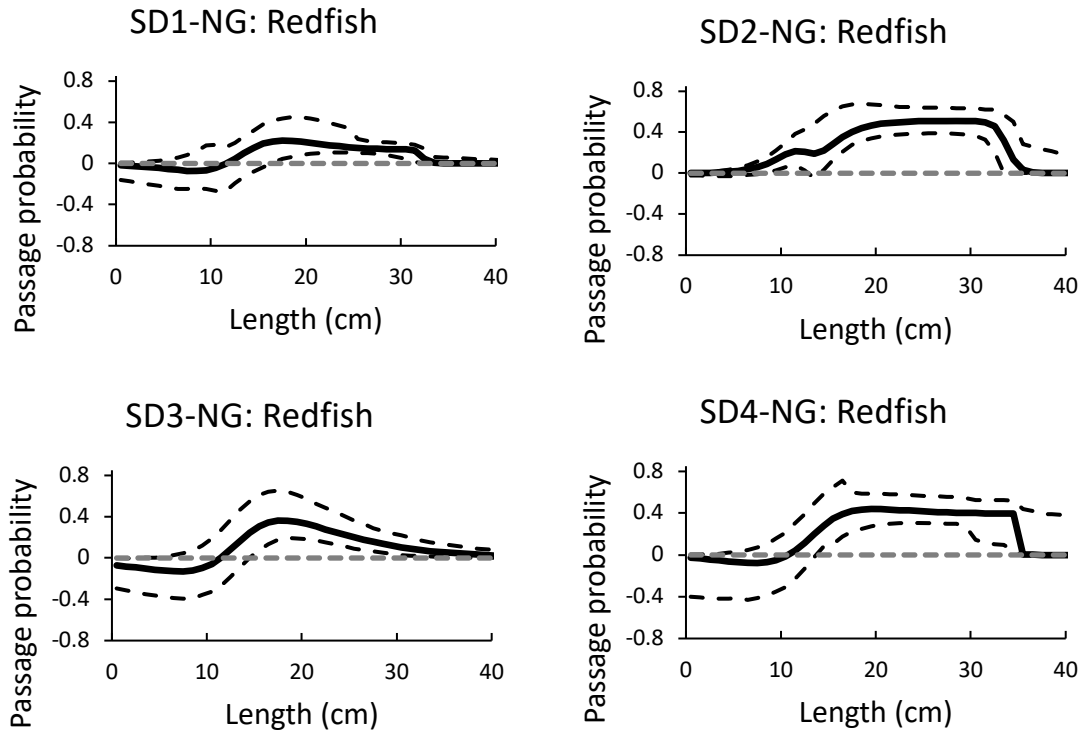 SD1-NG: Redfish
Passage probability
0.8
0.4
0
-0.4
-0.8
0 10 20 30 40
Length (cm)
SD2-NG: Redfish
Passage probability
0.8
0.4
0
-0.4
-0.8
0 10 20 30 40
Length (cm)
SD3-NG: Redfish
Passage probability
0.8
0.4
0
-0.4
-0.8
0 10 20 30 40
Length (cm)
SD4-NG: Redfish
Passage probability
0.8
0.4
0
-0.4
-0.8
0 10 20 30 40
Length (cm)